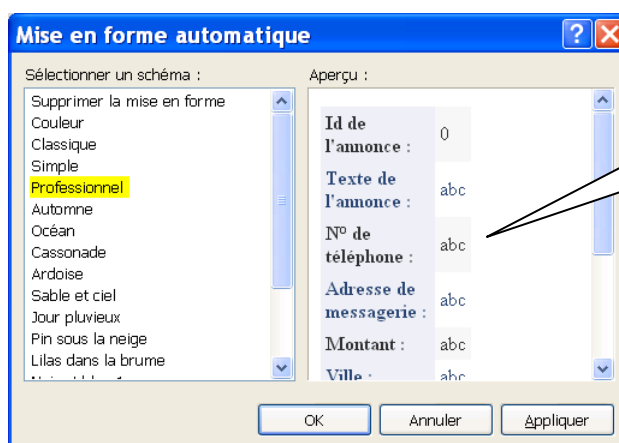 Mise en forme automatique
Sélectionner un schéma :
Supprimer la mise en forme
Couleur
Classique
Simple
Professionnel
Automne
Océan
Cassonade
Ardoise
Sable et ciel
Jour pluvieux
Pin sous la neige
Lilas dans la brume
Aperçu :
Id de
l'annonce : 0
Texte de
l'annonce : abc
Nº de
téléphone : abc
Adresse de
messagerie : abc
Montant : abc
Ville : abc
OK Annuler Appliquer